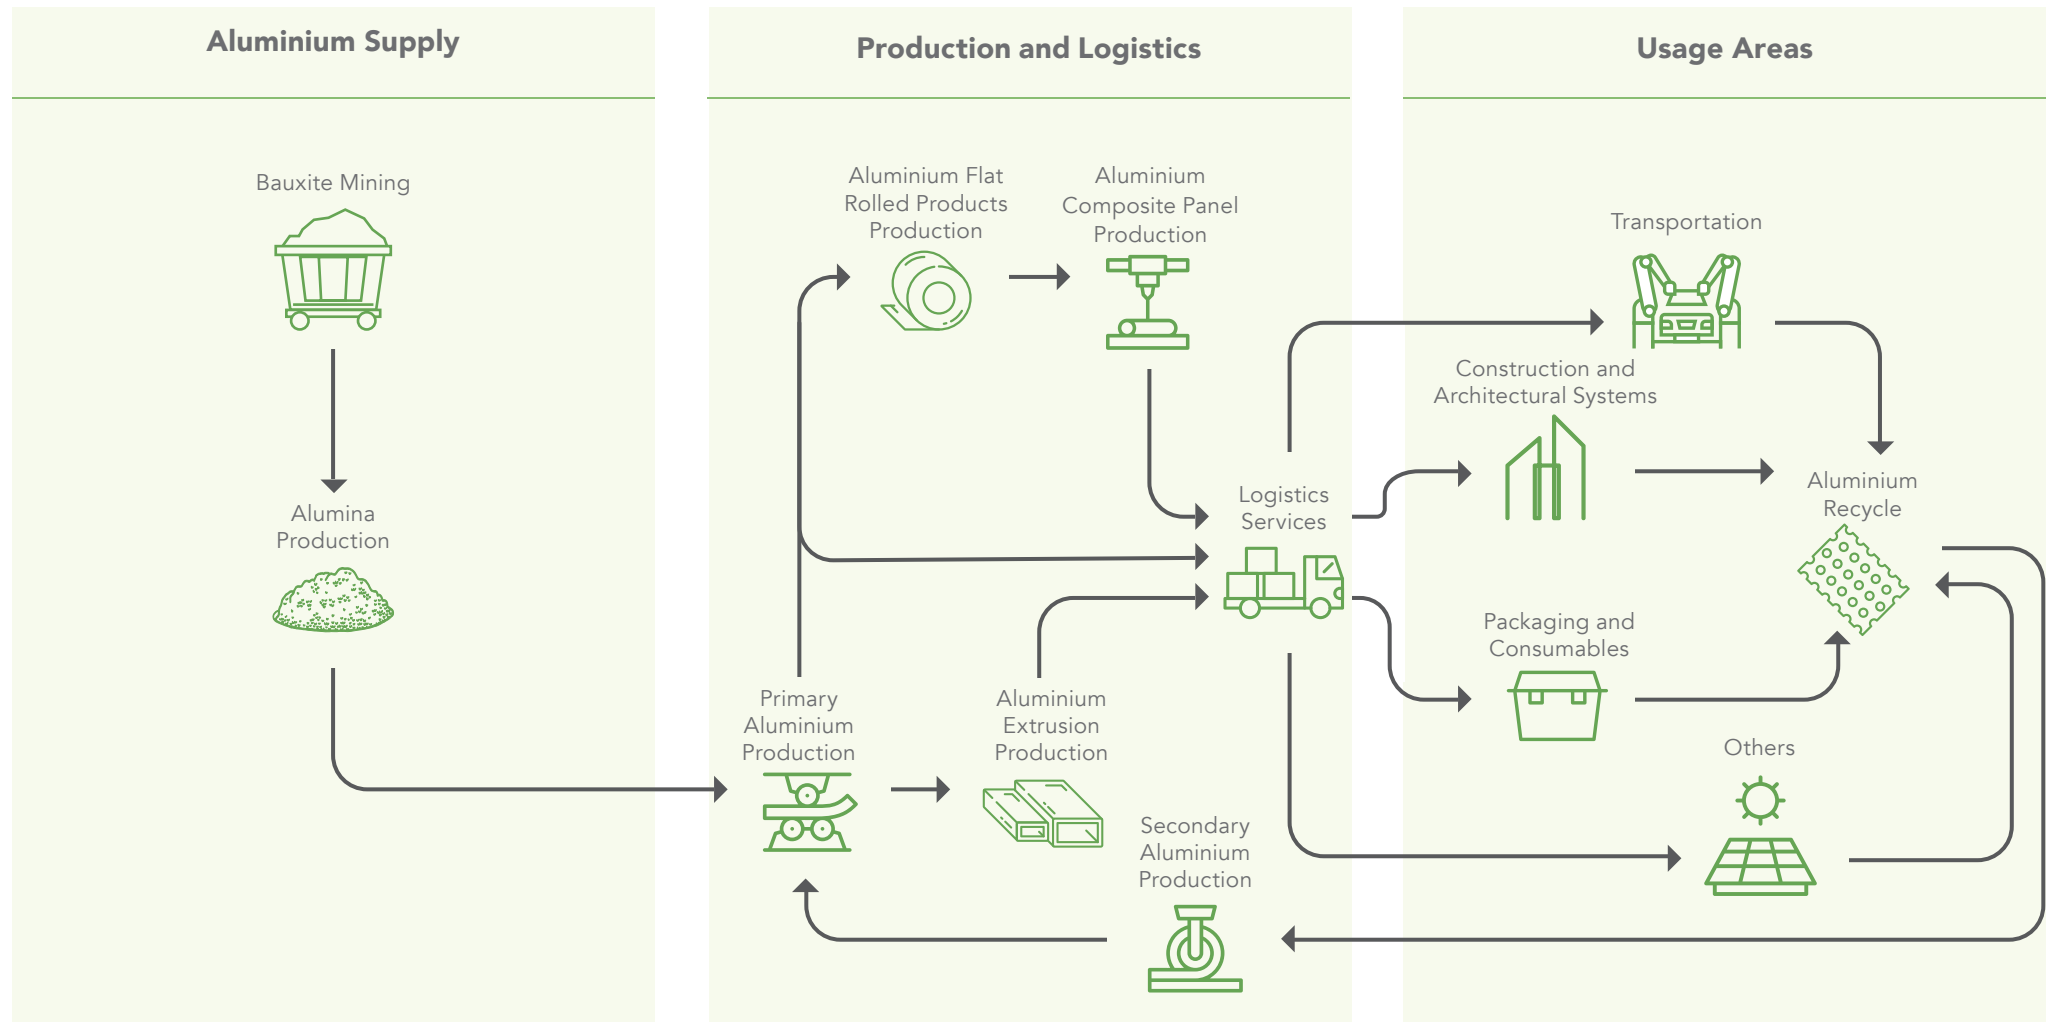 Aluminium Supply
Bauxite Mining
Alumina
Production
Production and Logistics
Aluminium Flat
Rolled Products
Production
Aluminium
Composite Panel
Production
Logistics
Services
Primary
Aluminium
Production
Aluminium
Extrusion
Production
Secondary
Aluminium
Production
Usage Areas
Transportation
Construction and
Architectural Systems
Aluminium
Recycle
Packaging and
Consumables
Others